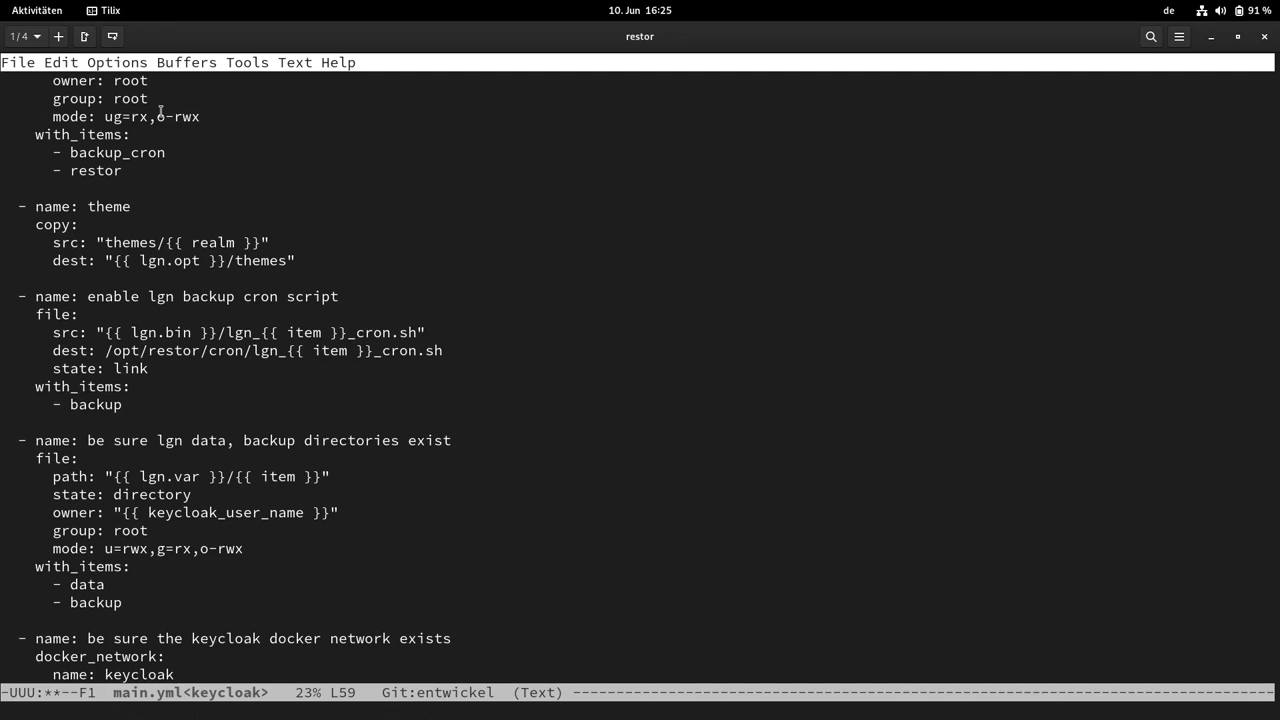 Aktivitäten Tilix 10. Jun 16:25 de 91 %
1/4 restor
File Edit Options Buffers Tools Text Help
      owner: root
      group: root
      mode: ug=rx,o-rwx
    with_items:
      - backup_cron
      - restor

  - name: theme
    copy:
      src: "themes/{{ realm }}"
      dest: "{{ lgn.opt }}/themes"

  - name: enable lgn backup cron script
    file:
      src: "{{ lgn.bin }}/lgn_{{ item }}_cron.sh"
      dest: /opt/restor/cron/lgn_{{ item }}_cron.sh
      state: link
    with_items:
      - backup

  - name: be sure lgn data, backup directories exist
    file:
      path: "{{ lgn.var }}/{{ item }}"
      state: directory
      owner: "{{ keycloak_user_name }}"
      group: root
      mode: u=rwx,g=rx,o-rwx
    with_items:
      - data
      - backup

  - name: be sure the keycloak docker network exists
    docker_network:
      name: keycloak
-UUU:**--F1  main.yml<keycloak>   23% L59   Git:entwickel  (Text) ---------------------------------------------------------------------------------